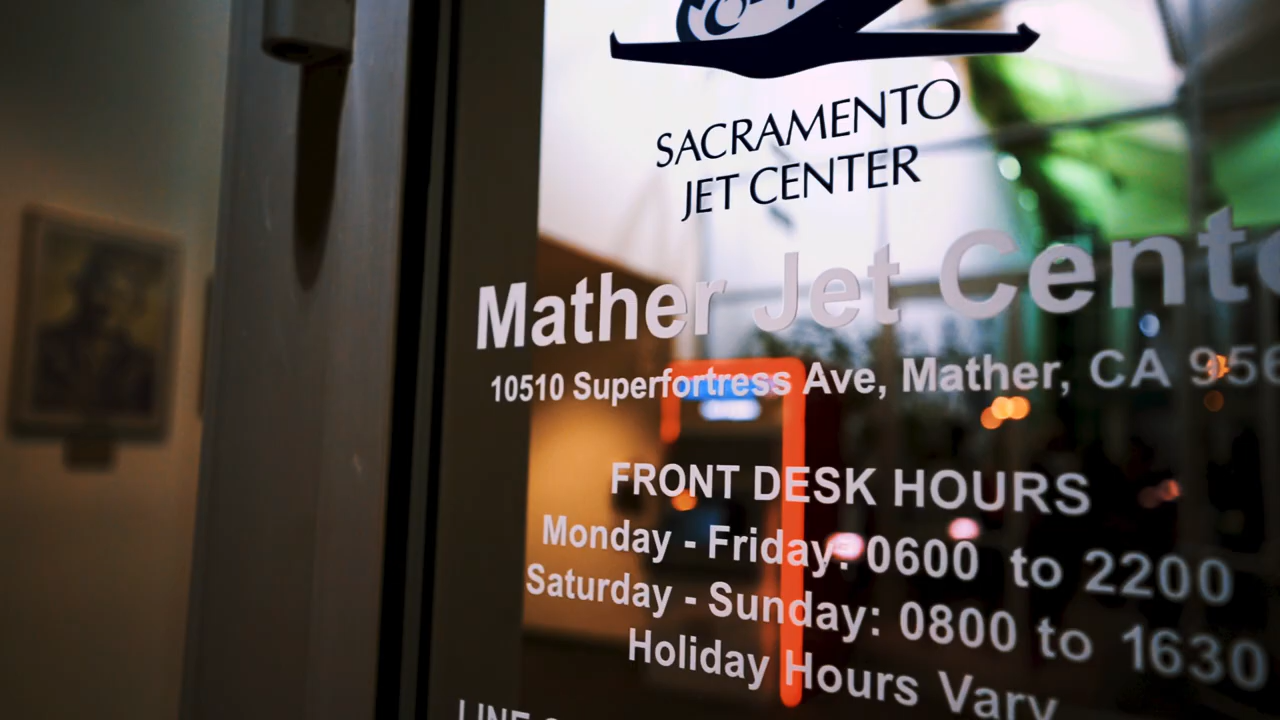 SACRAMENTO
JET CENTER
Mather Jet Cente
10510 Superfortress Ave, Mather, CA 956
FRONT DESK HOURS
Monday - Friday: 0600 to 2200
Saturday - Sunday: 0800 to 1630
Holiday Hours Vary
LINE